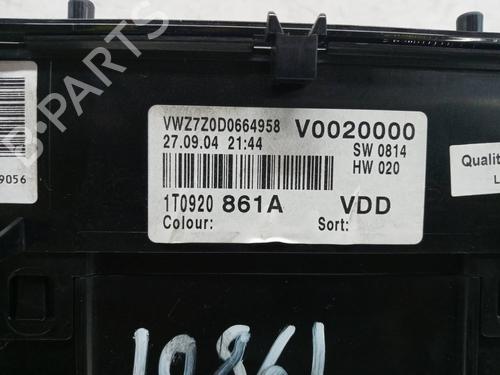 VWZ7Z0D0664958 V0020000
27.09.04 21:44 SW 0814
HW 020
1T0920 861A VDD
Colour: Sort:
9056
Quality
L
10861
B-PARTS